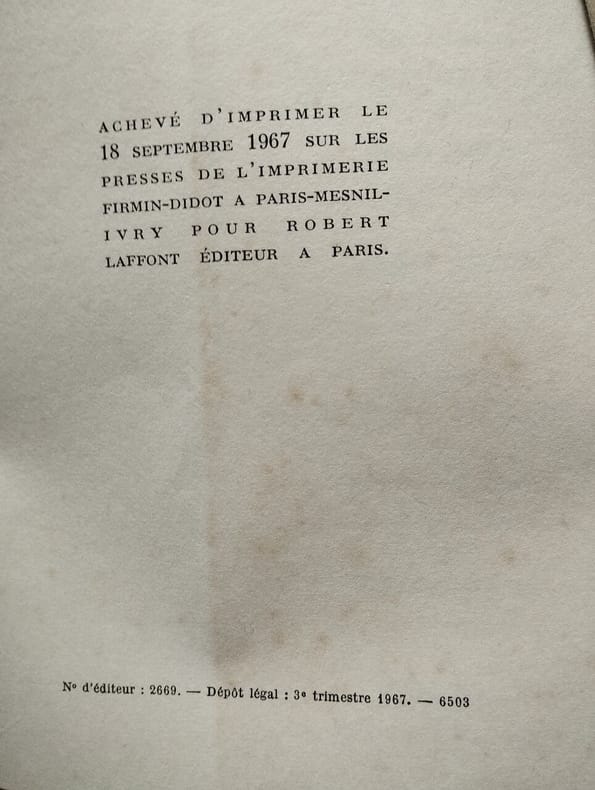 ACHEVÉ D'IMPRIMER LE
18 SEPTEMBRE 1967 SUR LES
PRESSES DE L'IMPRIMERIE
FIRMIN-DIDOT A PARIS-MESNIL-
IVRY POUR ROBERT
LAFFONT ÉDITEUR A PARIS.
Nº d'éditeur : 2669. — Dépôt légal : 3e trimestre 1967. — 6503